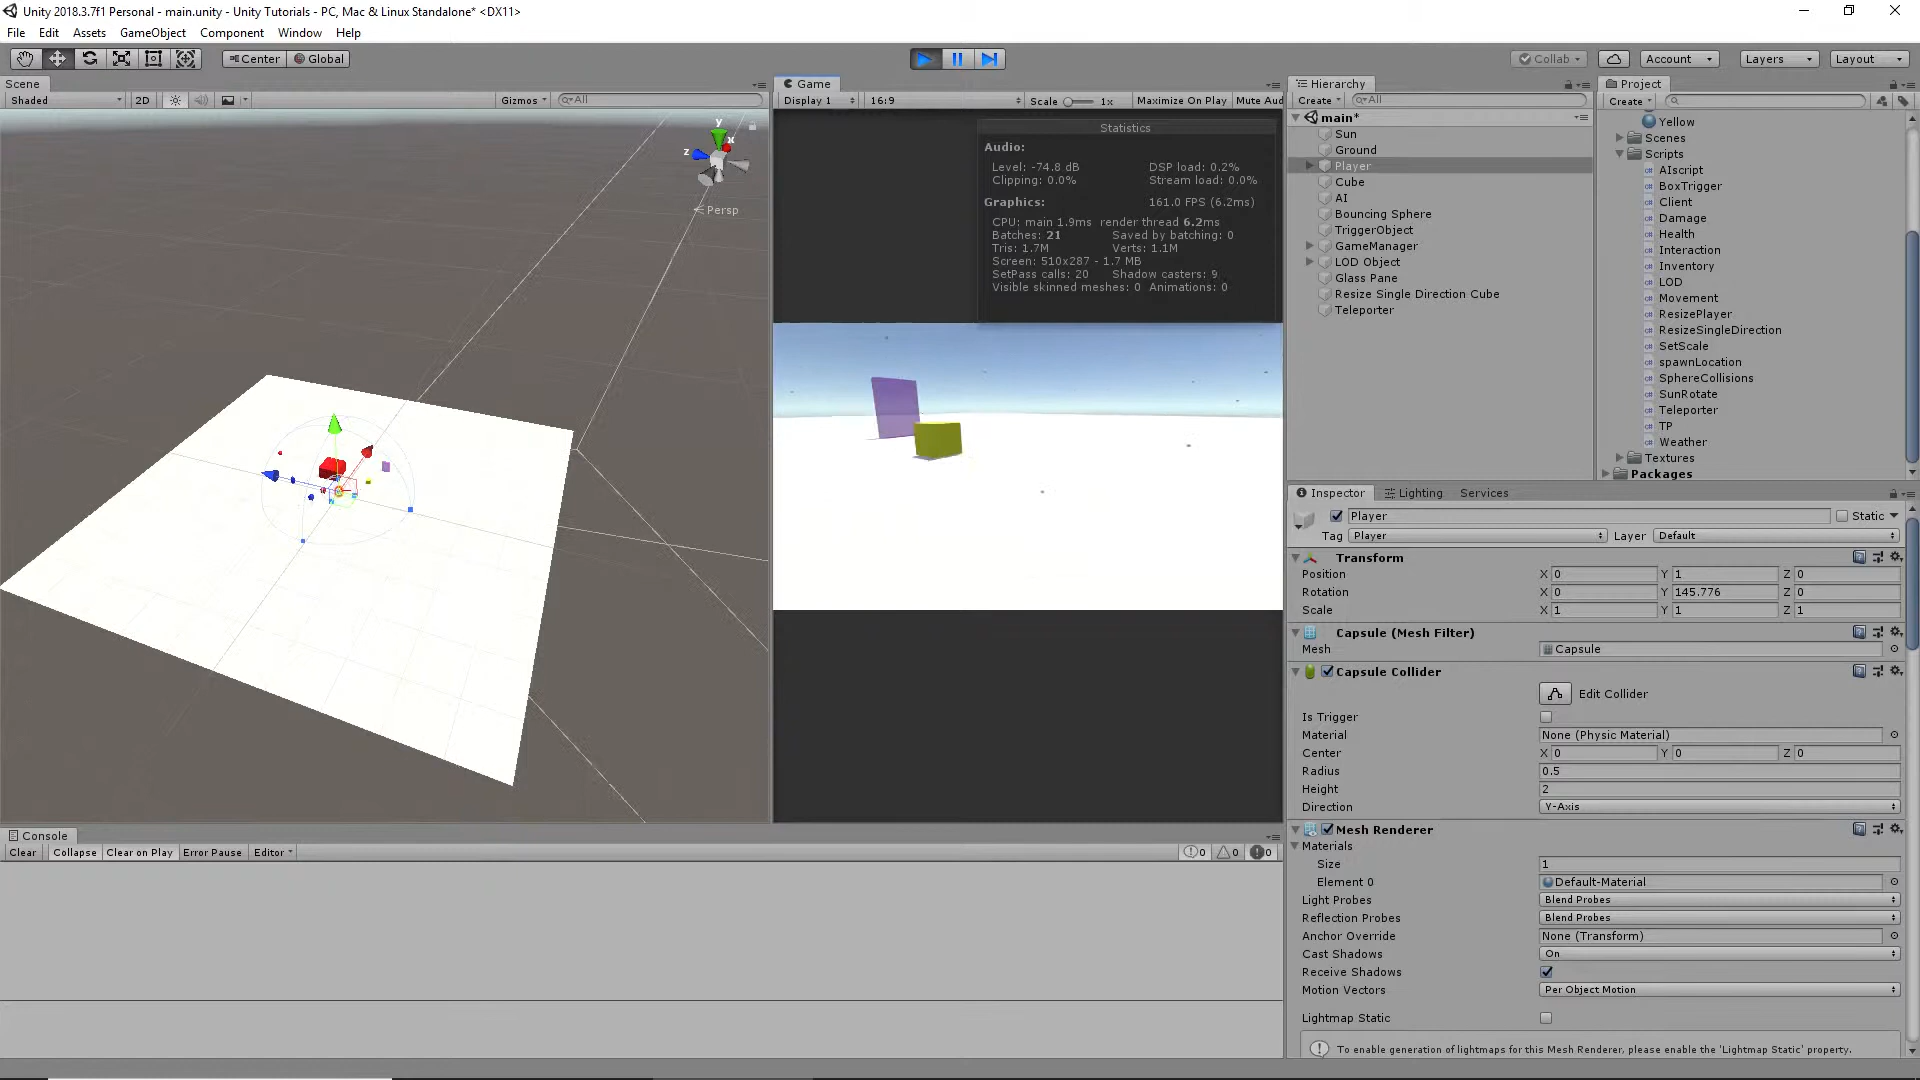 Unity 2018.3.7f1 Personal - main.unity - Unity Tutorials - PC, Mac & Linux Standalone* <DX11>
File Edit Assets GameObject Component Window Help
Center Global
Collab Account Layers Layout
Scene
Shaded 2D Gizmos All
y
x
z
Persp
Game
Display 1 16:9 Scale 1x Maximize On Play Mute Aud
Statistics
Audio:
Level: -74.8 dB DSP load: 0.2%
Clipping: 0.0% Stream load: 0.0%
Graphics: 161.0 FPS (6.2ms)
CPU: main 1.9ms render thread 6.2ms
Batches: 21 Saved by batching: 0
Tris: 1.7M Verts: 1.1M
Screen: 510x287 - 1.7 MB
SetPass calls: 20 Shadow casters: 9
Visible skinned meshes: 0 Animations: 0
Console
Clear Collapse Clear on Play Error Pause Editor 0 0 0
Hierarchy
Create All
main*
Sun
Ground
Player
Cube
AI
Bouncing Sphere
TriggerObject
GameManager
LOD Object
Glass Pane
Resize Single Direction Cube
Teleporter
Project
Create
Yellow
Scenes
Scripts
AIscript
BoxTrigger
Client
Damage
Health
Interaction
Inventory
LOD
Movement
ResizePlayer
ResizeSingleDirection
SetScale
spawnLocation
SphereCollisions
SunRotate
Teleporter
TP
Weather
Textures
Packages
Inspector Lighting Services
Player Static
Tag Player Layer Default
Transform
Position X 0 Y 1 Z 0
Rotation X 0 Y 145.776 Z 0
Scale X 1 Y 1 Z 1
Capsule (Mesh Filter)
Mesh Capsule
Capsule Collider
Edit Collider
Is Trigger
Material None (Physic Material)
Center X 0 Y 0 Z 0
Radius 0.5
Height 2
Direction Y-Axis
Mesh Renderer
Materials
Size 1
Element 0 Default-Material
Light Probes Blend Probes
Reflection Probes Blend Probes
Anchor Override None (Transform)
Cast Shadows On
Receive Shadows
Motion Vectors Per Object Motion
Lightmap Static
To enable generation of lightmaps for this Mesh Renderer, please enable the 'Lightmap Static' property.